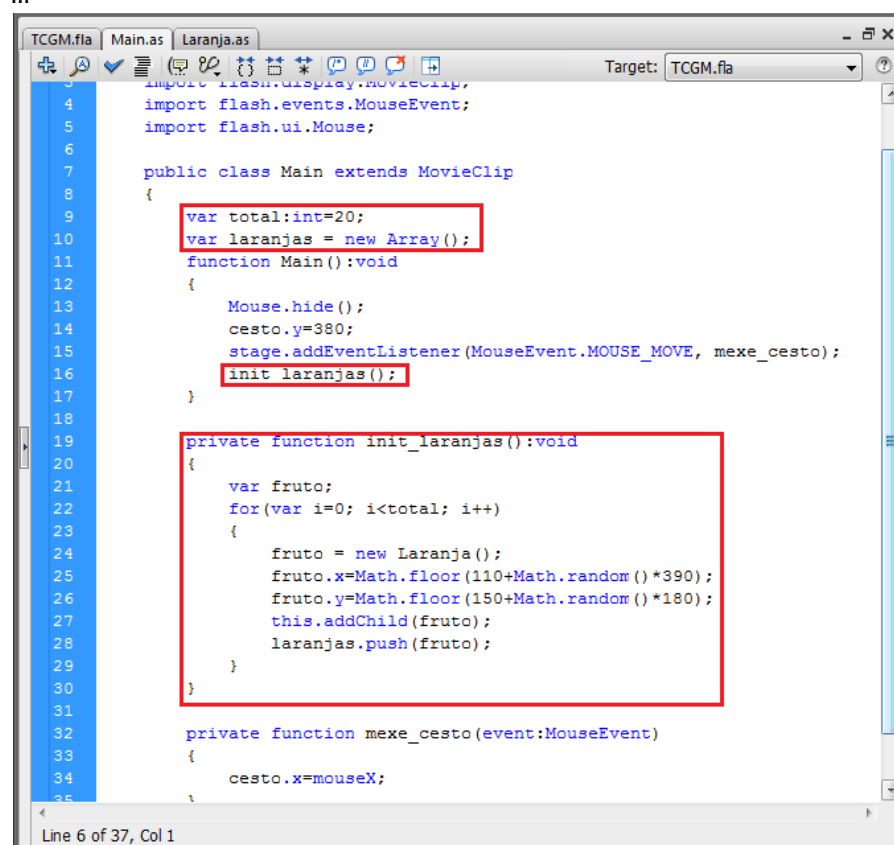 ...
TCGM.fla Main.as Laranja.as
Target: TCGM.fla
3 import flash.display.MovieClip;
4 import flash.events.MouseEvent;
5 import flash.ui.Mouse;
6
7 public class Main extends MovieClip
8 {
9 var total:int=20;
10 var laranjas = new Array();
11 function Main():void
12 {
13 Mouse.hide();
14 cesto.y=380;
15 stage.addEventListener(MouseEvent.MOUSE_MOVE, mexe_cesto);
16 init_laranjas();
17 }
18
19 private function init_laranjas():void
20 {
21 var fruto;
22 for(var i=0; i<total; i++)
23 {
24 fruto = new Laranja();
25 fruto.x=Math.floor(110+Math.random()*390);
26 fruto.y=Math.floor(150+Math.random()*180);
27 this.addChild(fruto);
28 laranjas.push(fruto);
29 }
30 }
31
32 private function mexe_cesto(event:MouseEvent)
33 {
34 cesto.x=mouseX;
35 }
Line 6 of 37, Col 1